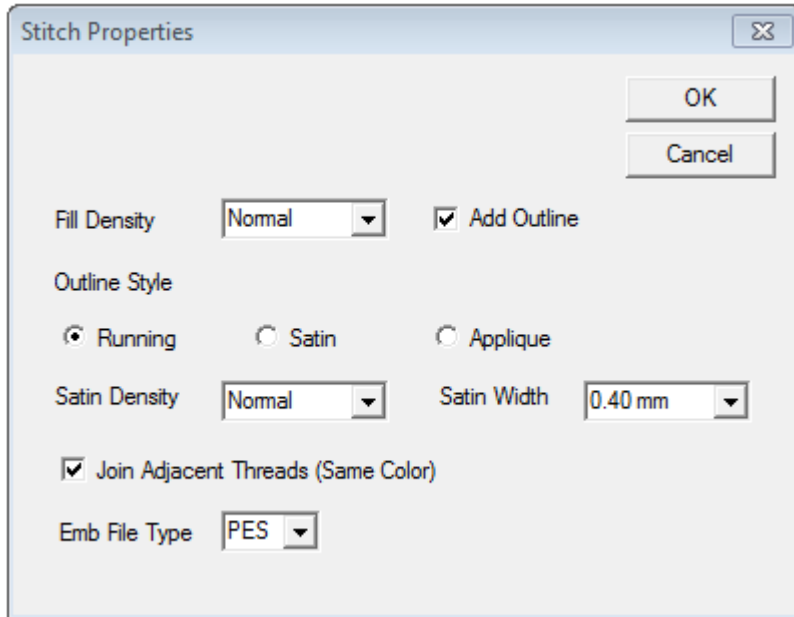 Stitch Properties
OK
Cancel
Fill Density Normal Add Outline
Outline Style
Running Satin Applique
Satin Density Normal Satin Width 0.40 mm
Join Adjacent Threads (Same Color)
Emb File Type PES